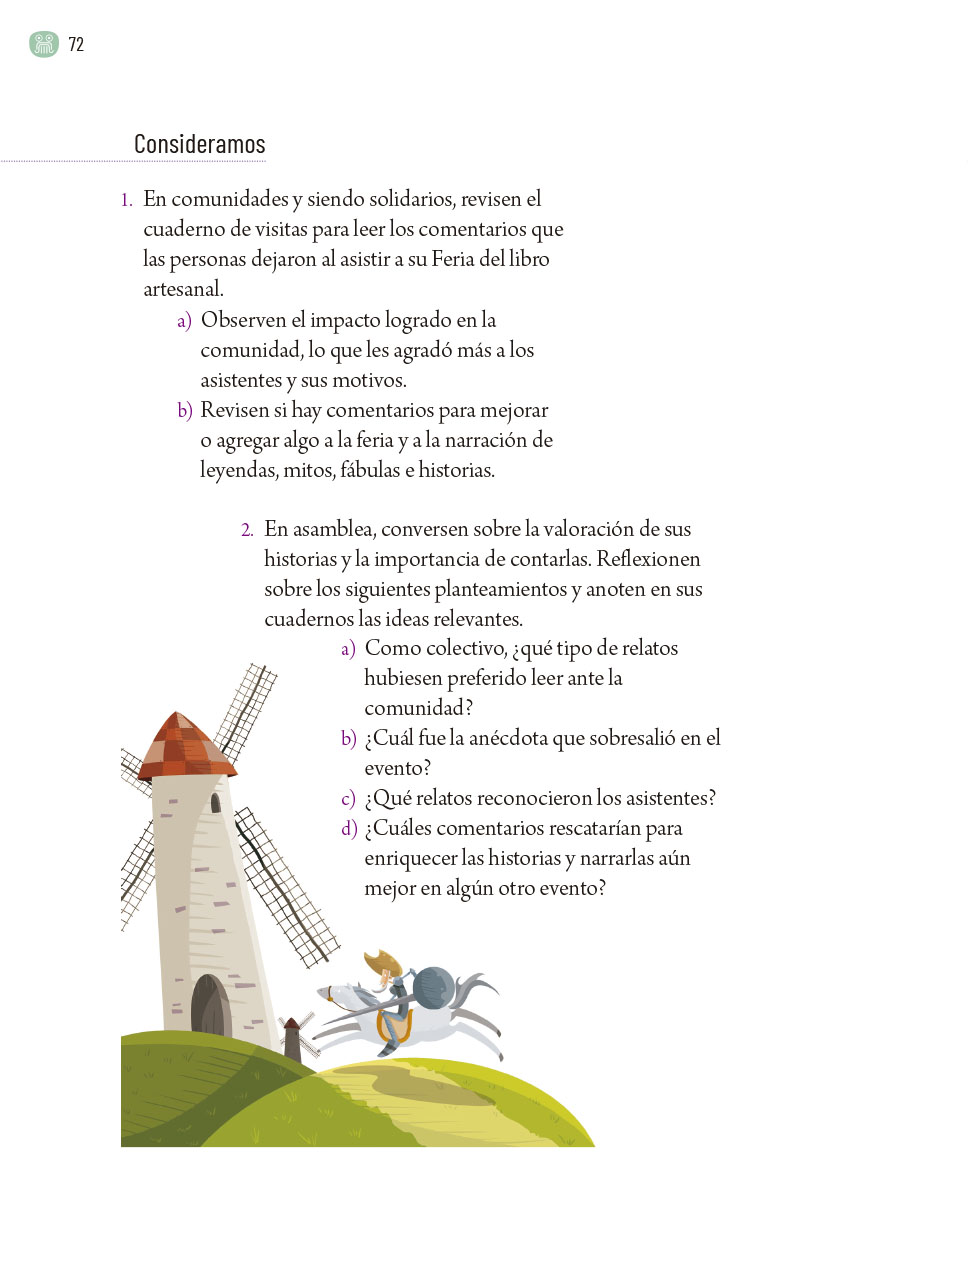 72
Consideramos
1. En comunidades y siendo solidarios, revisen el
cuaderno de visitas para leer los comentarios que
las personas dejaron al asistir a su Feria del libro
artesanal.
a) Observen el impacto logrado en la
comunidad, lo que les agradó más a los
asistentes y sus motivos.
b) Revisen si hay comentarios para mejorar
o agregar algo a la feria y a la narración de
leyendas, mitos, fábulas e historias.
2. En asamblea, conversen sobre la valoración de sus
historias y la importancia de contarlas. Reflexionen
sobre los siguientes planteamientos y anoten en sus
cuadernos las ideas relevantes.
a) Como colectivo, ¿qué tipo de relatos
hubiesen preferido leer ante la
comunidad?
b) ¿Cuál fue la anécdota que sobresalió en el
evento?
c) ¿Qué relatos reconocieron los asistentes?
d) ¿Cuáles comentarios rescatarían para
enriquecer las historias y narrarlas aún
mejor en algún otro evento?